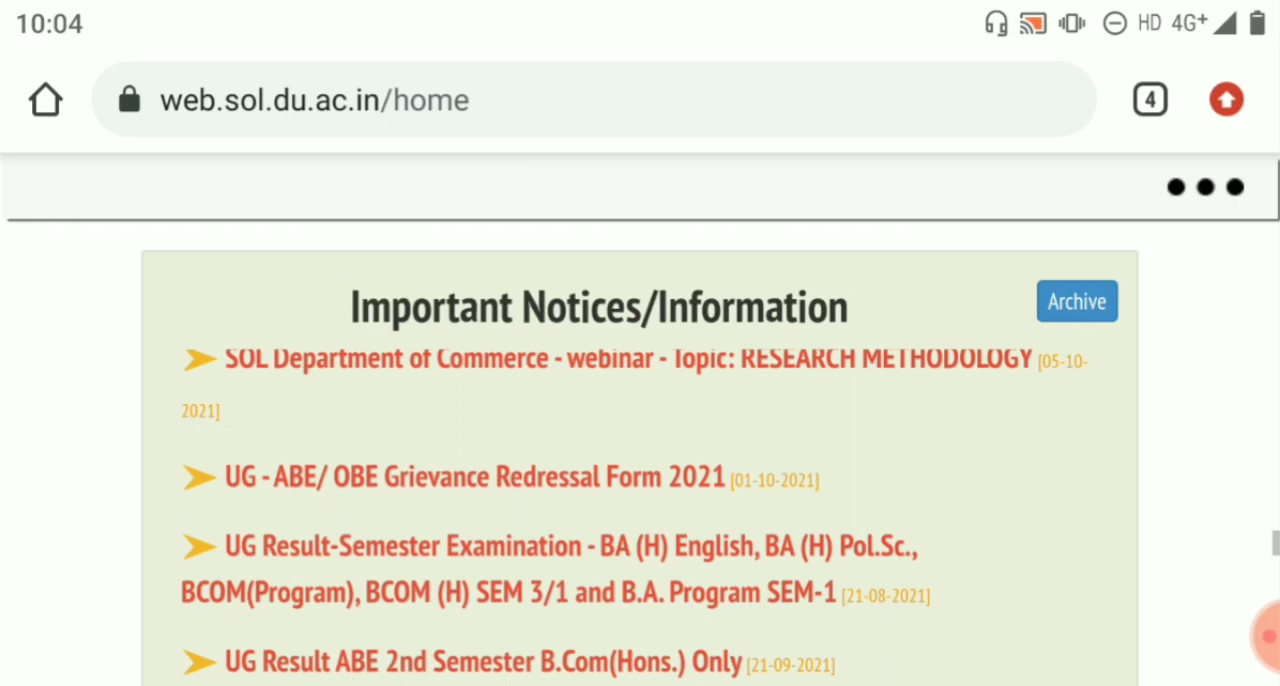 10:04
HD 4G+
web.sol.du.ac.in/home
4
Important Notices/Information
Archive
SOL Department of Commerce - webinar - Topic: RESEARCH METHODOLOGY [05-10-
2021]
UG - ABE/ OBE Grievance Redressal Form 2021 [01-10-2021]
UG Result-Semester Examination - BA (H) English, BA (H) Pol.Sc.,
BCOM(Program), BCOM (H) SEM 3/1 and B.A. Program SEM-1 [21-08-2021]
UG Result ABE 2nd Semester B.Com(Hons.) Only [21-09-2021]